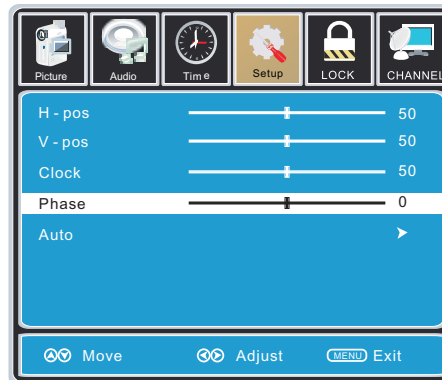 Picture Audio Time Setup LOCK CHANNEL
H - pos 50
V - pos 50
Clock 50
Phase 0
Auto
Move Adjust MENU Exit